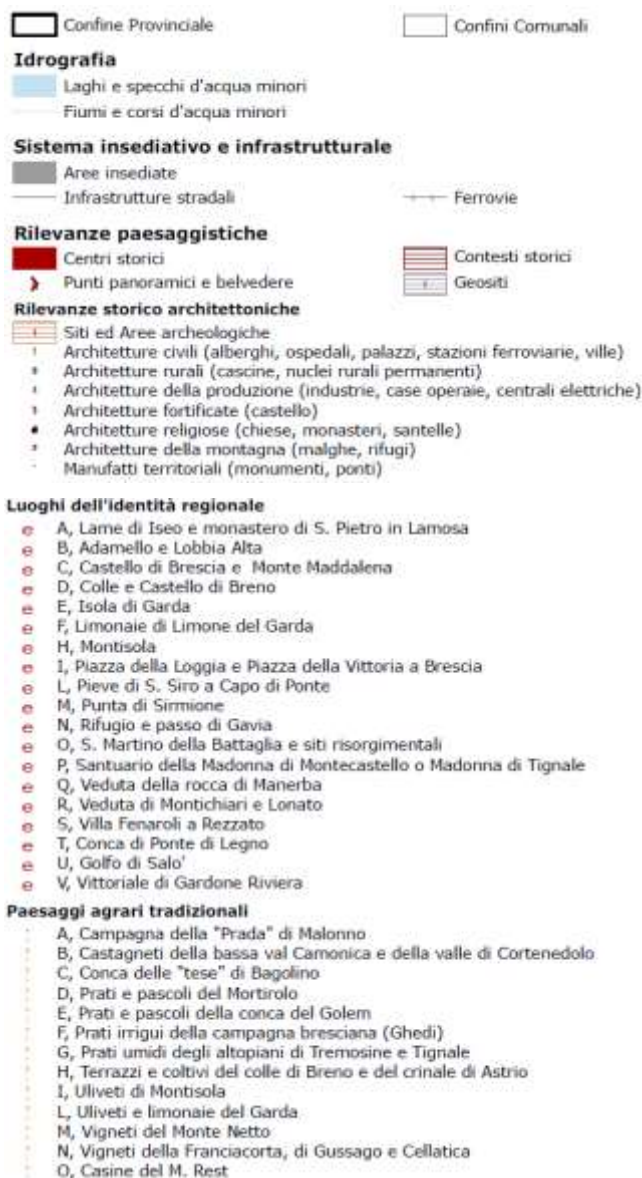 Confine Provinciale Confini Comunali
Idrografia
Laghi e specchi d'acqua minori
Fiumi e corsi d'acqua minori
Sistema insediativo e infrastrutturale
Aree insediate
Infrastrutture stradali Ferrovie
Rilevanze paesaggistiche
Centri storici Contesti storici
Punti panoramici e belvedere Geositi
Rilevanze storico architettoniche
Siti ed Aree archeologiche
Architetture civili (alberghi, ospedali, palazzi, stazioni ferroviarie, ville)
Architetture rurali (cascine, nuclei rurali permanenti)
Architetture della produzione (industrie, case operaie, centrali elettriche)
Architetture fortificate (castello)
Architetture religiose (chiese, monasteri, santelle)
Architetture della montagna (malghe, rifugi)
Manufatti territoriali (monumenti, ponti)
Luoghi dell'identità regionale
e A, Lame di Iseo e monastero di S. Pietro in Lamosa
e B, Adamello e Lobbia Alta
e C, Castello di Brescia e Monte Maddalena
e D, Colle e Castello di Breno
e E, Isola di Garda
e F, Limonaie di Limone del Garda
e H, Montisola
e I, Piazza della Loggia e Piazza della Vittoria a Brescia
e L, Pieve di S. Siro a Capo di Ponte
e M, Punta di Sirmione
e N, Rifugio e passo di Gavia
e O, S. Martino della Battaglia e siti risorgimentali
e P, Santuario della Madonna di Montecastello o Madonna di Tignale
e Q, Veduta della rocca di Manerba
e R, Veduta di Montichiari e Lonato
e S, Villa Fenaroli a Rezzato
e T, Conca di Ponte di Legno
e U, Golfo di Salo'
e V, Vittoriale di Gardone Riviera
Paesaggi agrari tradizionali
A, Campagna della "Prada" di Malonno
B, Castagneti della bassa val Camonica e della valle di Cortenedolo
C, Conca delle "tese" di Bagolino
D, Prati e pascoli del Mortirolo
E, Prati e pascoli della conca del Golem
F, Prati irrigui della campagna bresciana (Ghedi)
G, Prati umidi degli altopiani di Tremosine e Tignale
H, Terrazzi e coltivi del colle di Breno e del crinale di Astrio
I, Uliveti di Montisola
L, Uliveti e limonaie del Garda
M, Vigneti del Monte Netto
N, Vigneti della Franciacorta, di Gussago e Cellatica
O, Casine del M. Rest